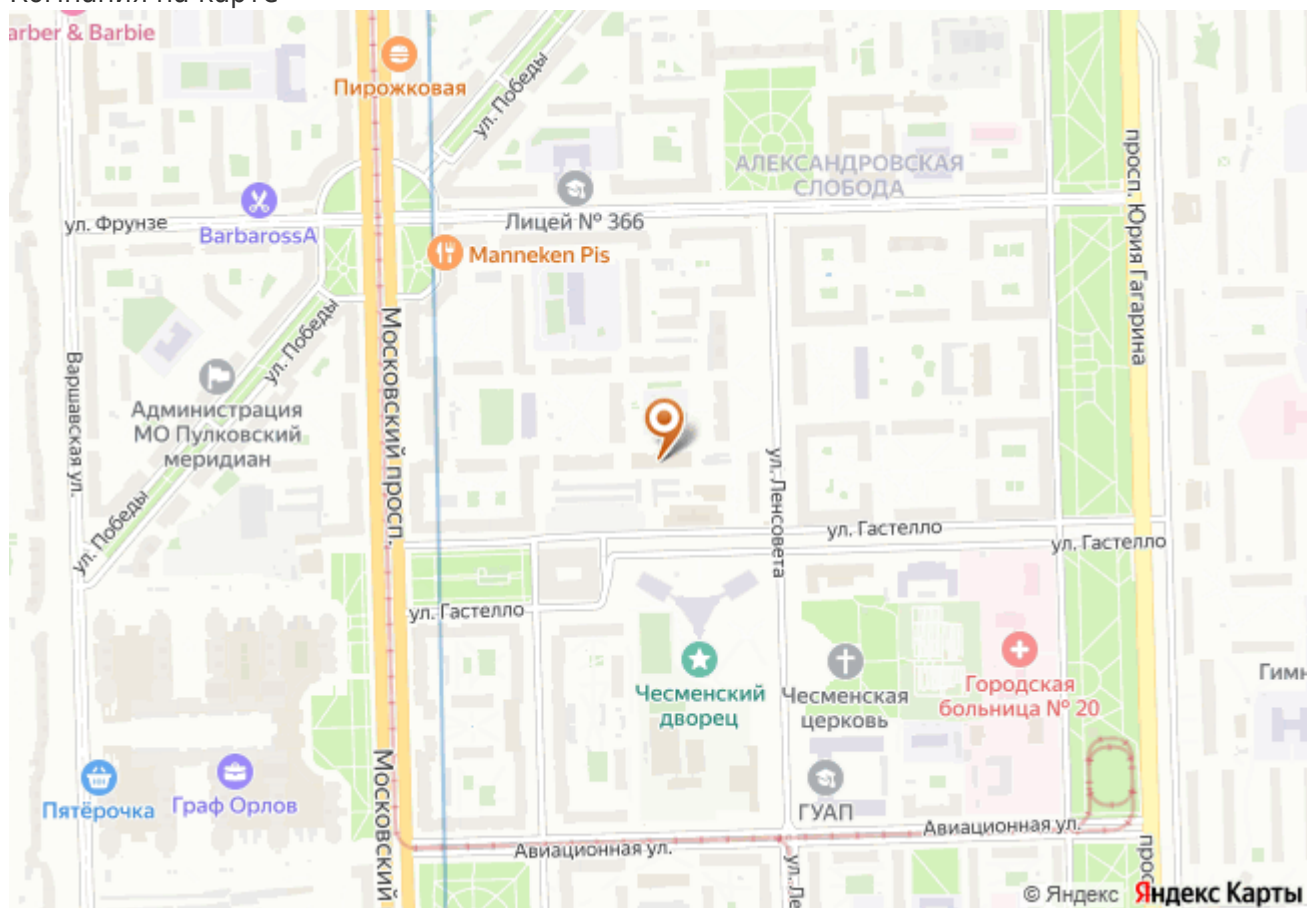 Компания на карте
arber & Barbie
Пирожковая
ул. Победы
АЛЕКСАНДРОВСКАЯ
СЛОБОДА
просп. Юрия Гагарина
ул. Фрунзе
BarbarossA
Лицей № 366
Manneken Pis
ул. Победы
Московский просп.
Варшавская ул.
Администрация
МО Пулковский
меридиан
ул. Ленсовета
ул. Победы
ул. Гастелло
ул. Гастелло
ул. Гастелло
Чесменский
дворец
Чесменская
церковь
Городская
больница № 20
Гимн
Московский
Пятёрочка
Граф Орлов
ГУАП
Авиационная ул.
Авиационная ул.
ул. Ле
прос
© Яндекс Яндекс Карты